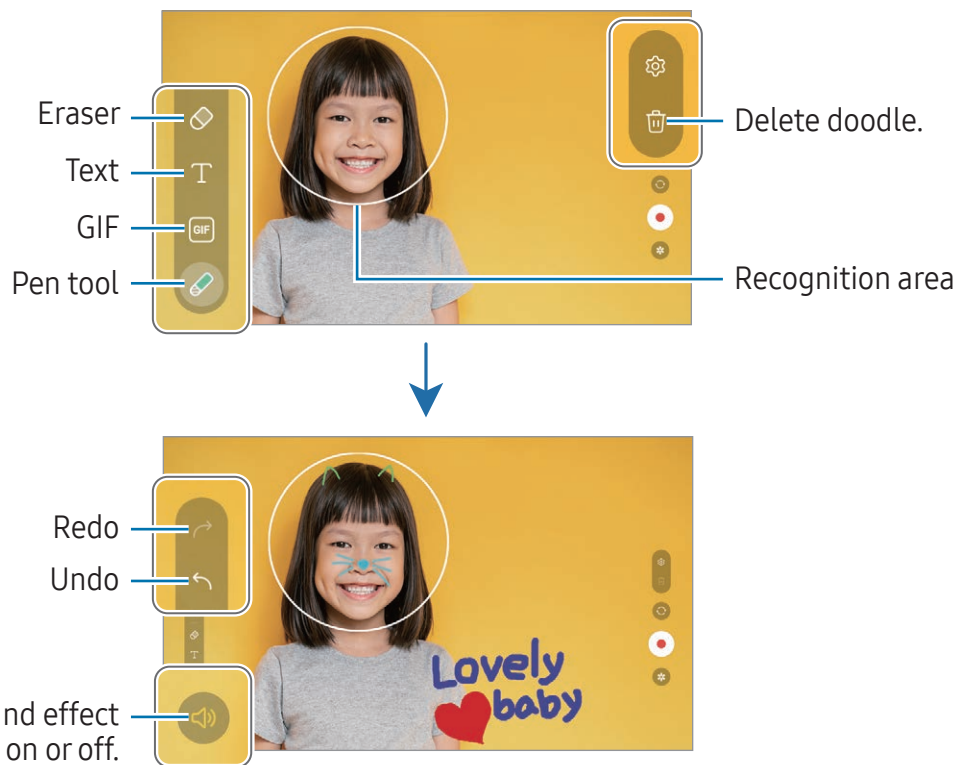 Eraser
Text
T
GIF
GIF
Pen tool
Delete doodle.
Recognition area
Redo
Undo
T
Lovely
baby
nd effect
on or off.